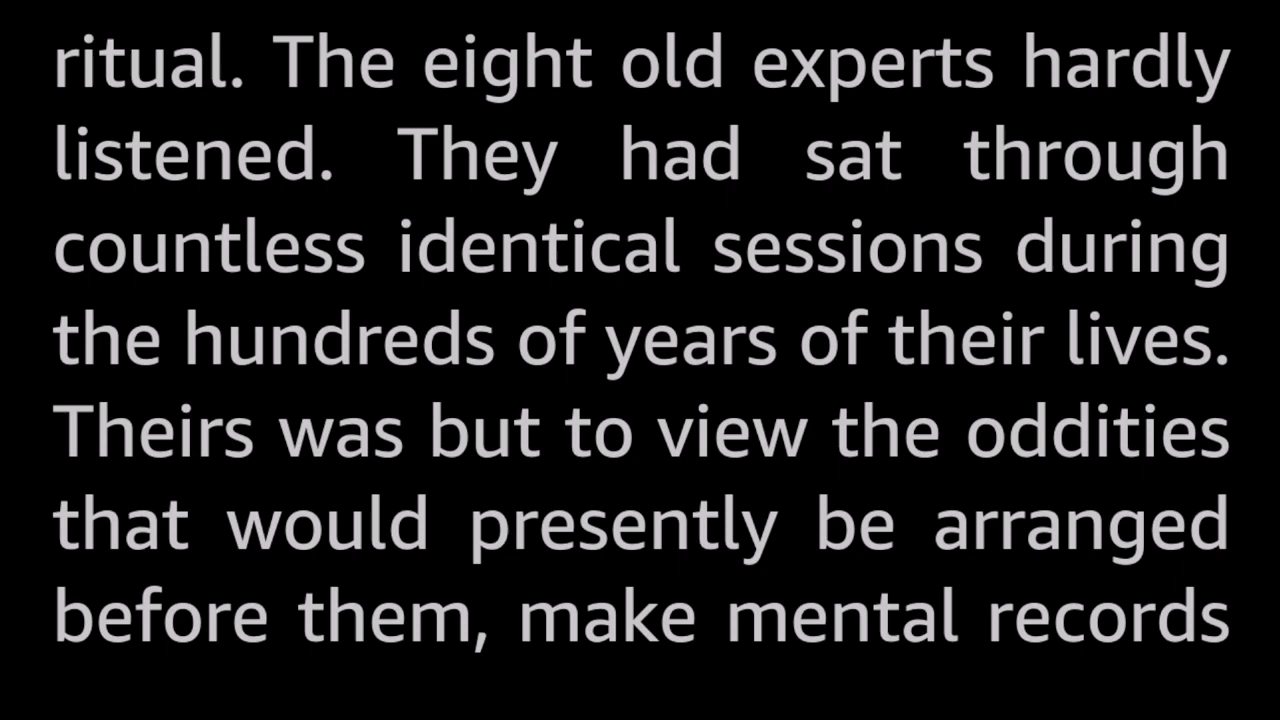 ritual. The eight old experts hardly
listened. They had sat through
countless identical sessions during
the hundreds of years of their lives.
Theirs was but to view the oddities
that would presently be arranged
before them, make mental records